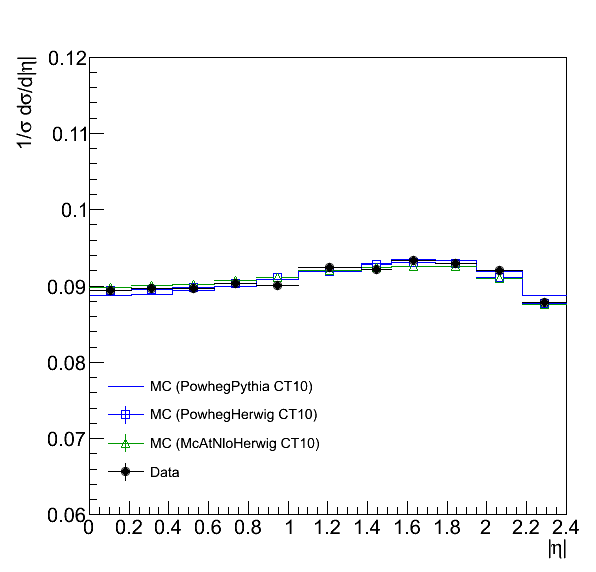 1/σ dσ/d|η|
0.12
0.11
0.1
0.09
0.08
0.07
0.06
MC (PowhegPythia CT10)
MC (PowhegHerwig CT10)
MC (McAtNloHerwig CT10)
Data
0 0.2 0.4 0.6 0.8 1 1.2 1.4 1.6 1.8 2 2.2 2.4
|η|